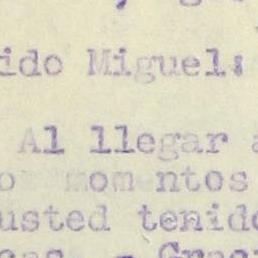 ido Miguel:
Al llegar a
o momentos
usted tenid